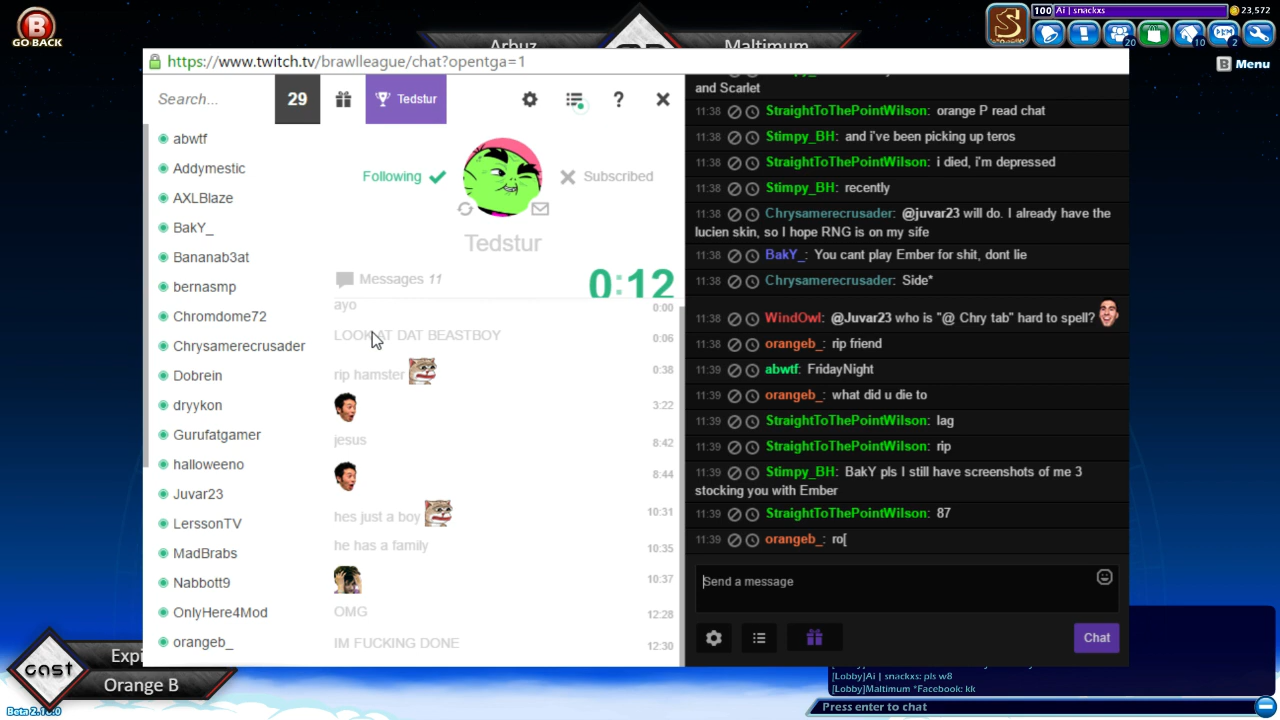 B
GO BACK
Arbuz
Maltimum
100 Ai | snackxs
23,572
20
10
2
B Menu
https://www.twitch.tv/brawlleague/chat?opentga=1
Search...
29
Tedstur
?
abwtf
Addymestic
AXLBlaze
BakY_
Bananab3at
bernasmp
Chromdome72
Chrysamerecrusader
Dobrein
dryykon
Gurufatgamer
halloweeno
Juvar23
LerssonTV
MadBrabs
Nabbott9
OnlyHere4Mod
orangeb_
Following
Subscribed
Tedstur
Messages 11
0:12
ayo 0:00
LOOK AT DAT BEASTBOY 0:06
rip hamster 0:38
3:22
jesus 8:42
8:44
hes just a boy 10:31
he has a family 10:35
10:37
OMG 12:28
IM FUCKING DONE 12:30
and Scarlet
11:38 StraightToThePointWilson: orange P read chat
11:38 Stimpy_BH: and i've been picking up teros
11:38 StraightToThePointWilson: i died, i'm depressed
11:38 Stimpy_BH: recently
11:38 Chrysamerecrusader: @juvar23 will do. I already have the
lucien skin, so I hope RNG is on my sife
11:38 BakY_: You cant play Ember for shit, dont lie
11:38 Chrysamerecrusader: Side*
11:38 WindOwl: @Juvar23 who is "@ Chry tab" hard to spell?
11:38 orangeb_: rip friend
11:39 abwtf: FridayNight
11:39 orangeb_: what did u die to
11:39 StraightToThePointWilson: lag
11:39 StraightToThePointWilson: rip
11:39 Stimpy_BH: BakY pls I still have screenshots of me 3
stocking you with Ember
11:39 StraightToThePointWilson: 87
11:39 orangeb_: ro[
Send a message
Chat
cast
Expi
Orange B
[Lobby]Ai | snackxs: pls w8
[Lobby]Maltimum *Facebook: kk
Press enter to chat